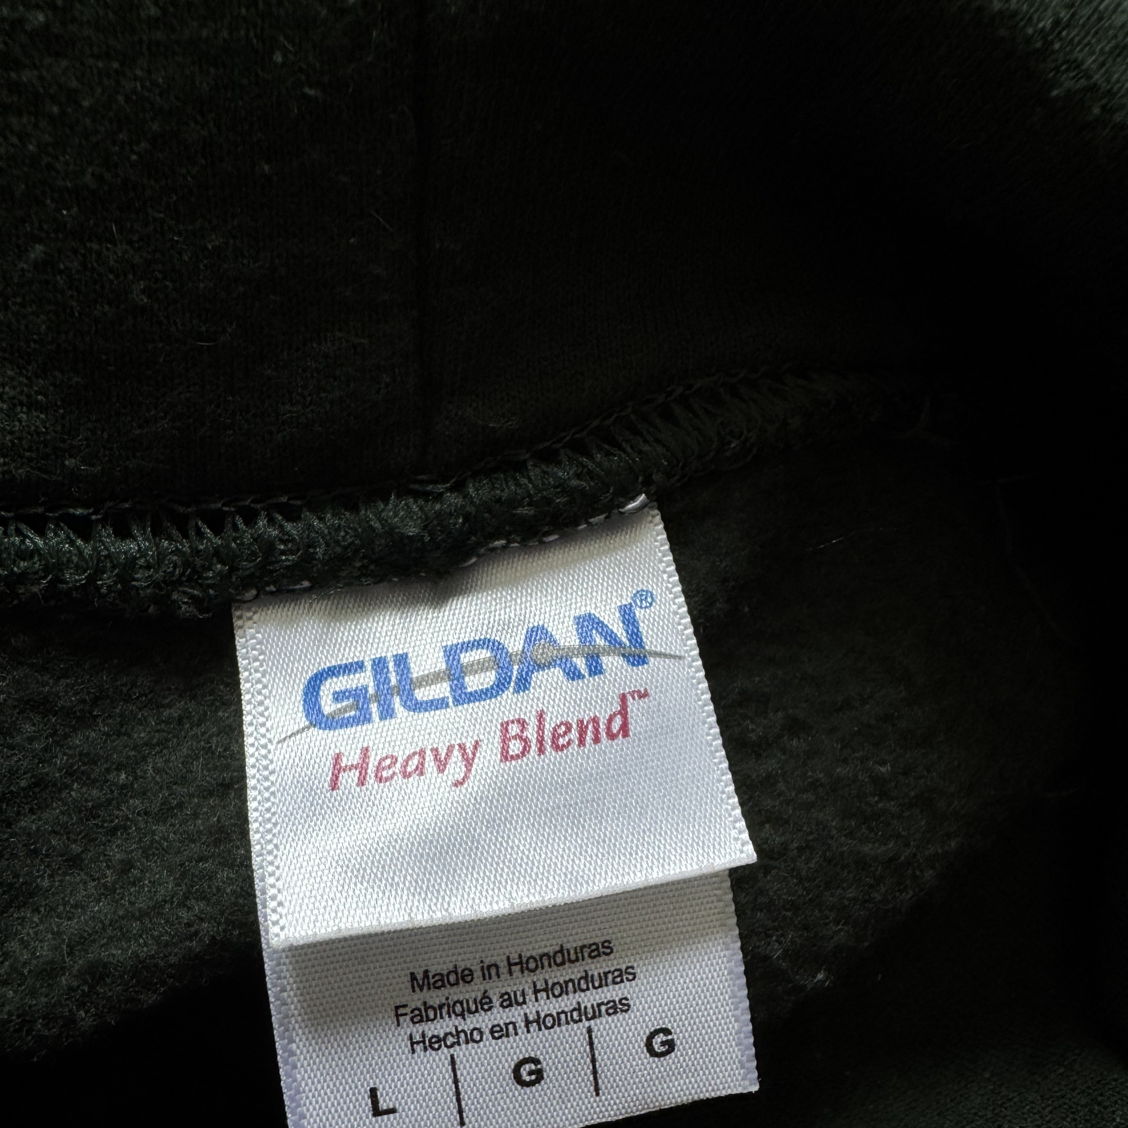 GILDAN®
Heavy Blend™
Made in Honduras
Fabriqué au Honduras
Hecho en Honduras
L | G | G